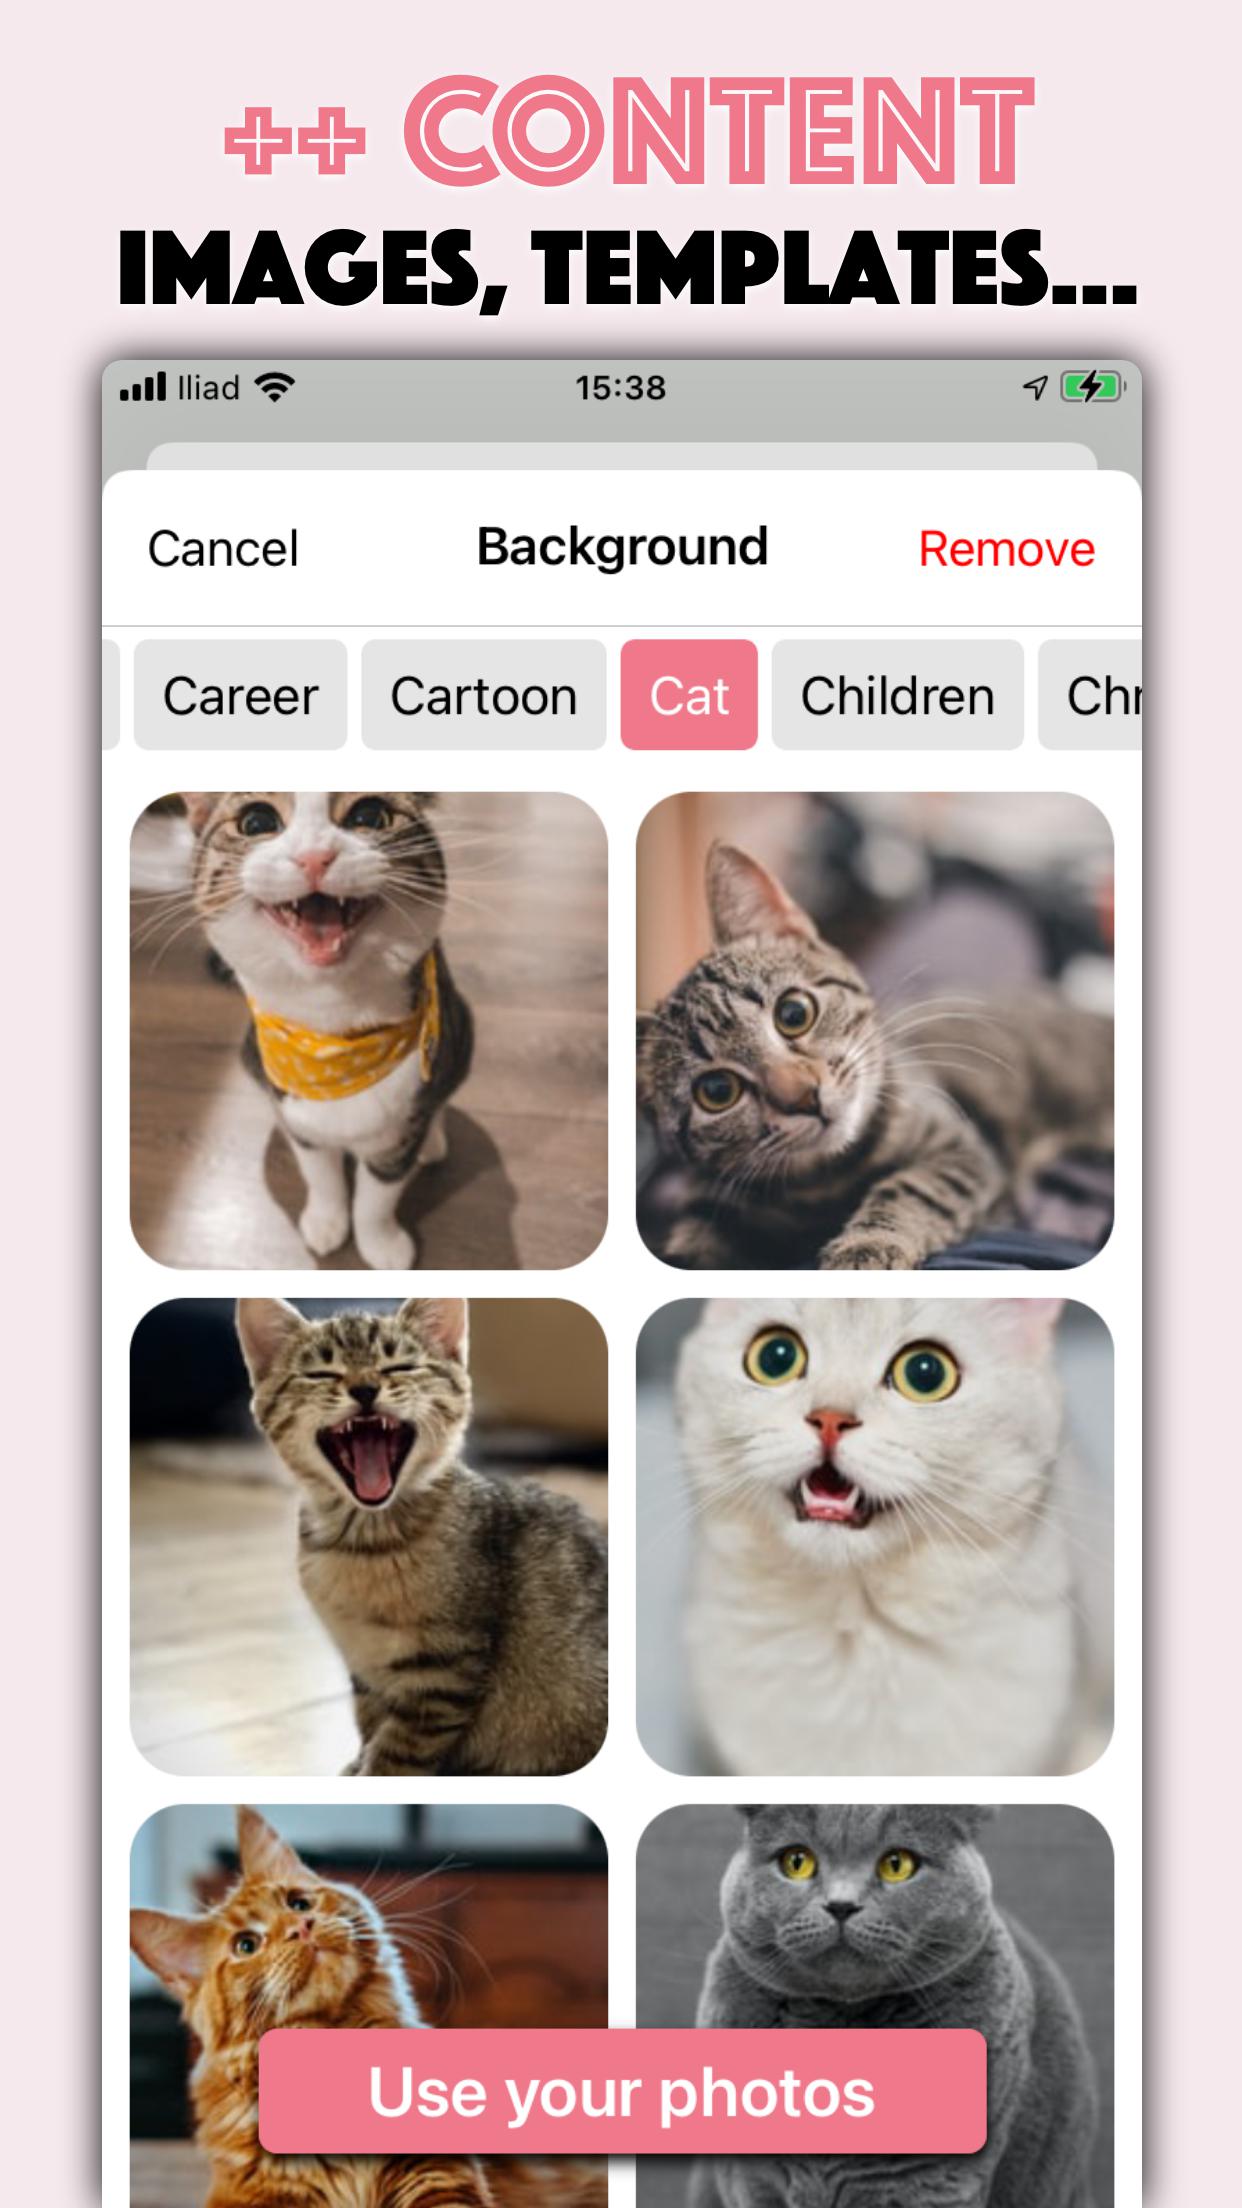 ++ CONTENT
IMAGES, TEMPLATES...
Iliad 15:38
Cancel Background Remove
Career Cartoon Cat Children Chr
Use your photos